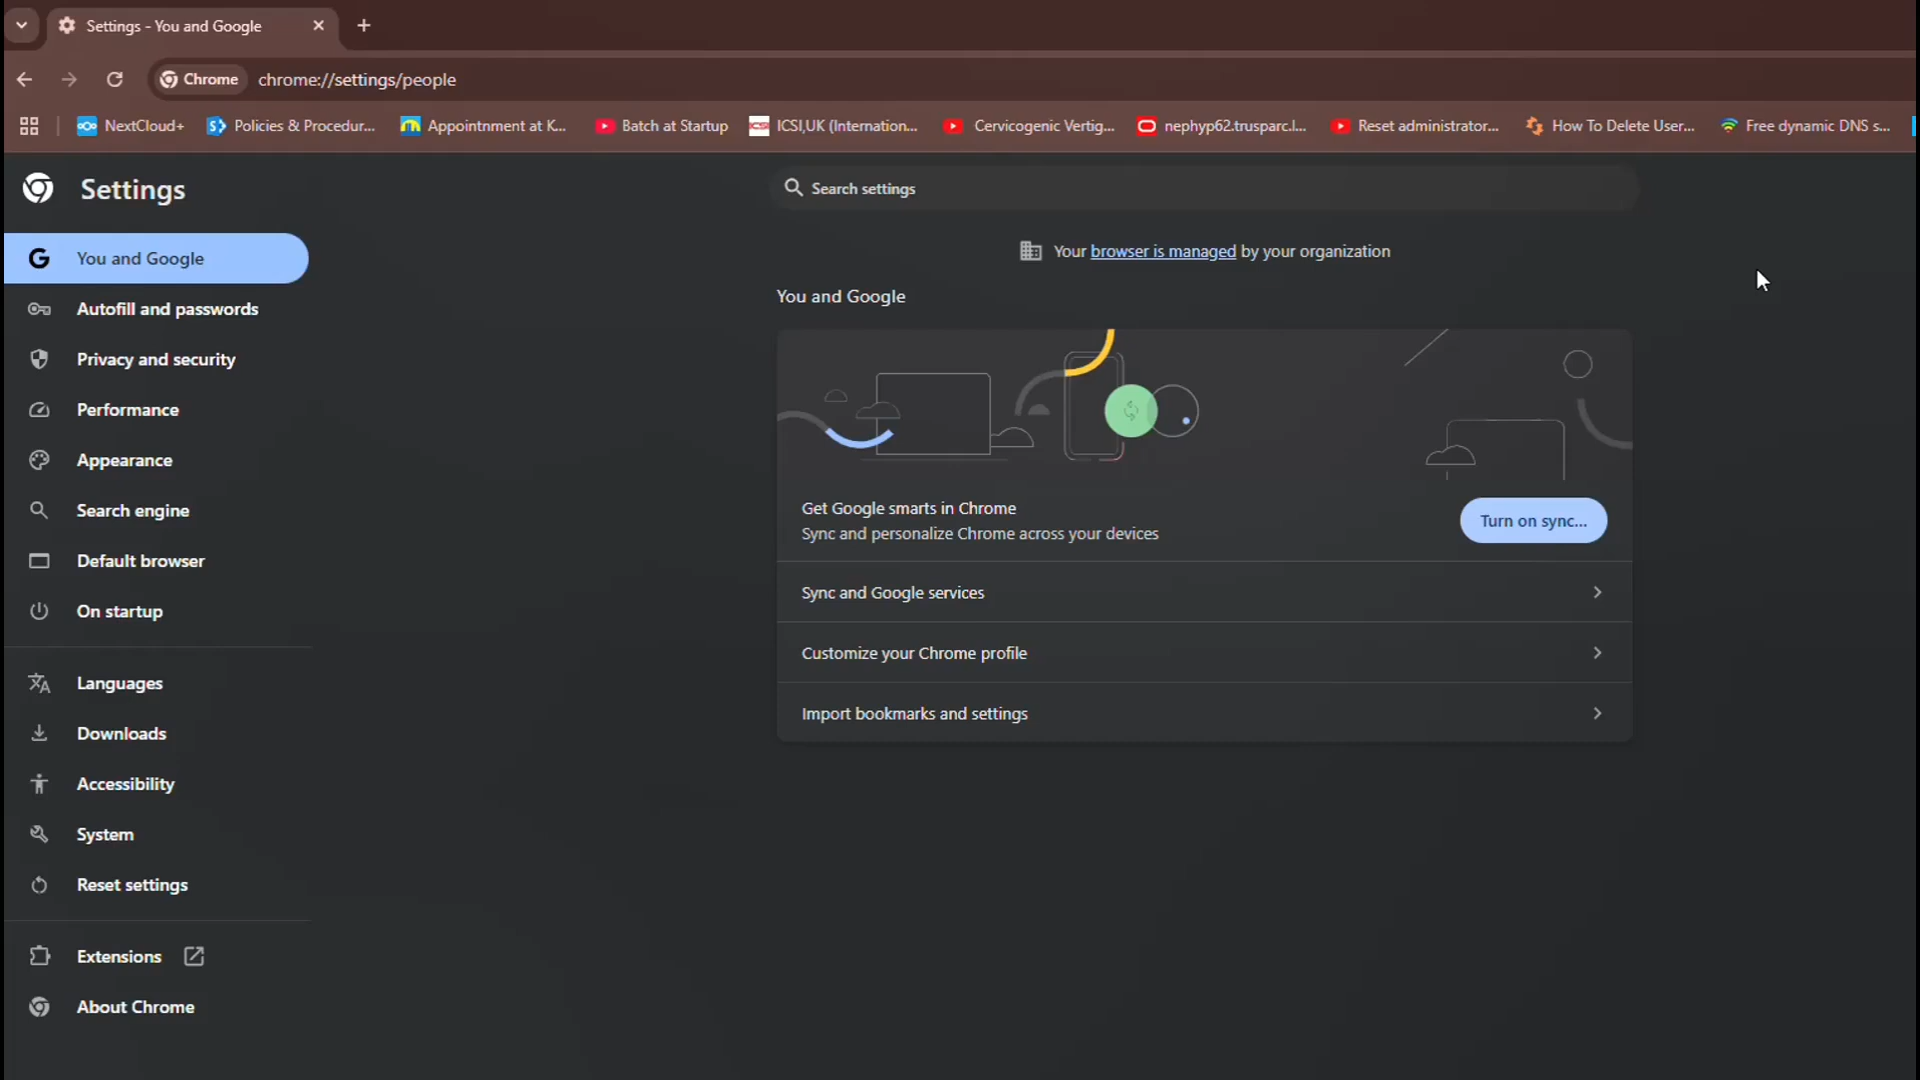 Settings - You and Google
Chrome chrome://settings/people
NextCloud+ Policies & Procedur... Appointnment at K... Batch at Startup ICSI,UK (Internation... Cervicogenic Vertig... nephyp62.trusparc.l... Reset administrator... How To Delete User... Free dynamic DNS s...
Settings
Search settings
Your browser is managed by your organization
You and Google
Autofill and passwords
Privacy and security
Performance
Appearance
Search engine
Default browser
On startup
Languages
Downloads
Accessibility
System
Reset settings
Extensions
About Chrome
You and Google
Get Google smarts in Chrome
Sync and personalize Chrome across your devices
Turn on sync...
Sync and Google services
Customize your Chrome profile
Import bookmarks and settings